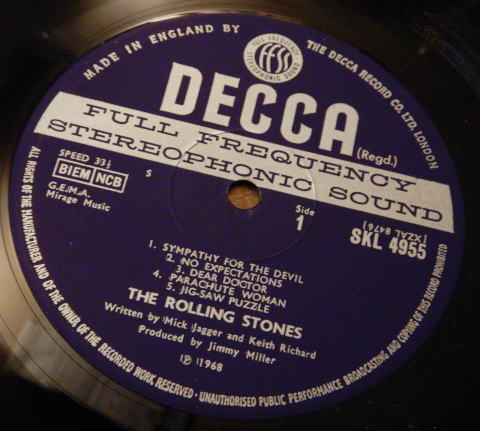 MADE IN ENGLAND BY
FULL FREQUENCY
ffss
STEREOPHONIC SOUND
THE DECCA RECORD CO. LTD. LONDON
DECCA
(Regd.)
FULL FREQUENCY
STEREOPHONIC SOUND
SPEED 33⅓
BIEM NCB
S
G.E.M.A.
Mirage Music
Side
1
[XZAL 8476]
SKL 4955
1. SYMPATHY FOR THE DEVIL
2. NO EXPECTATIONS
3. DEAR DOCTOR
4. PARACHUTE WOMAN
5. JIG-SAW PUZZLE
THE ROLLING STONES
Written by Mick Jagger and Keith Richard
Produced by Jimmy Miller
Ⓟ 1968
ALL RIGHTS OF THE MANUFACTURER AND OF THE OWNER OF THE RECORDED WORK RESERVED · UNAUTHORISED PUBLIC PERFORMANCE BROADCASTING AND COPYING OF THIS RECORD PROHIBITED